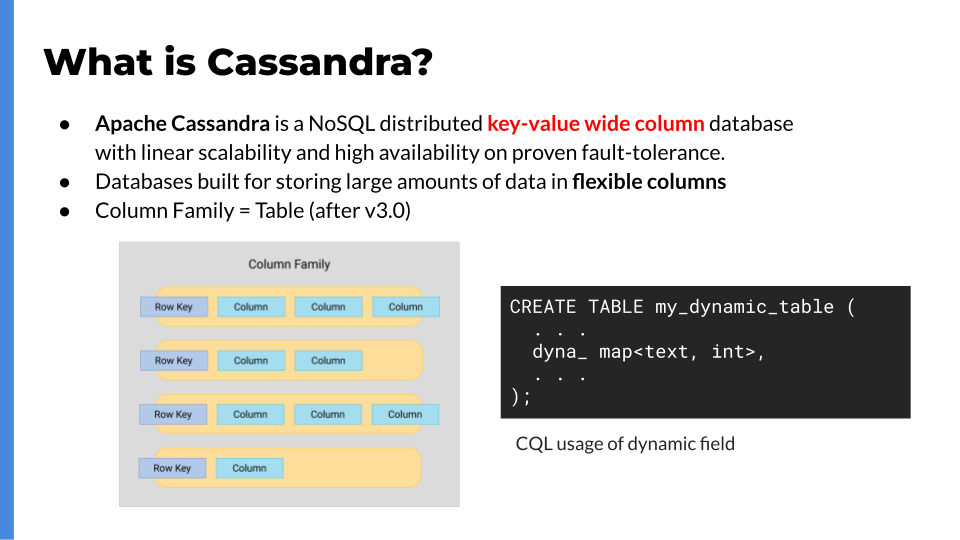 What is Cassandra?
● Apache Cassandra is a NoSQL distributed key-value wide column database
with linear scalability and high availability on proven fault-tolerance.
● Databases built for storing large amounts of data in flexible columns
● Column Family = Table (after v3.0)
Column Family
Row Key Column Column Column
Row Key Column Column
Row Key Column Column Column
Row Key Column
CREATE TABLE my_dynamic_table (
. . .
dyna_ map<text, int>,
. . .
);
CQL usage of dynamic field